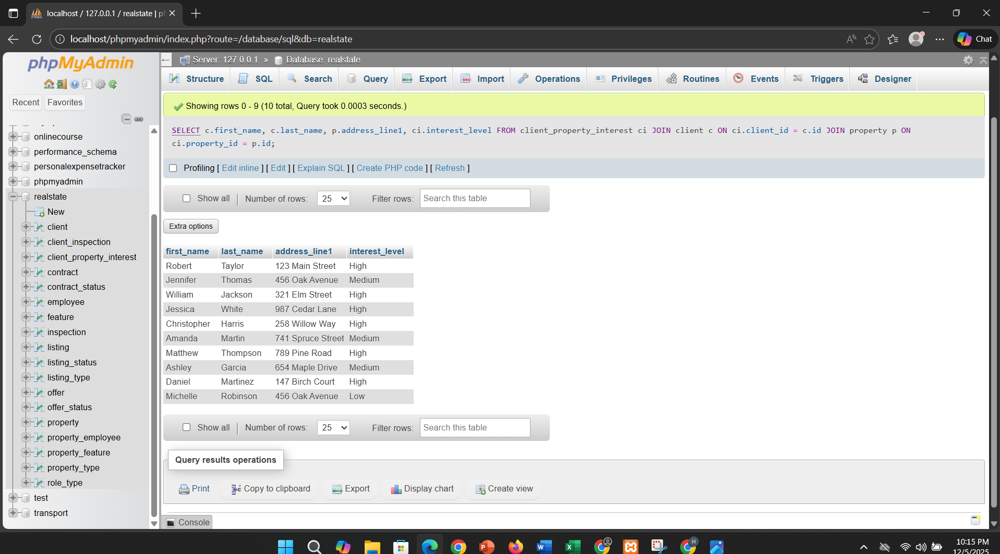 localhost / 127.0.0.1 / realstate | ph
localhost/phpmyadmin/index.php?route=/database/sql&db=realstate
Chat
phpMyAdmin
Recent
Favorites
onlinecourse
performance_schema
personalexpensetracker
phpmyadmin
realstate
New
client
client_inspection
client_property_interest
contract
contract_status
employee
feature
inspection
listing
listing_status
listing_type
offer
offer_status
property
property_employee
property_feature
property_type
role_type
test
transport
Server: 127.0.0.1 » Database: realstate
Structure SQL Search Query Export Import Operations Privileges Routines Events Triggers Designer
Showing rows 0 - 9 (10 total, Query took 0.0003 seconds.)
SELECT c.first_name, c.last_name, p.address_line1, ci.interest_level FROM client_property_interest ci JOIN client c ON ci.client_id = c.id JOIN property p ON
ci.property_id = p.id;
Profiling [ Edit inline ] [ Edit ] [ Explain SQL ] [ Create PHP code ] [ Refresh ]
Show all Number of rows: 25 Filter rows: Search this table
Extra options
first_name last_name address_line1 interest_level
Robert Taylor 123 Main Street High
Jennifer Thomas 456 Oak Avenue Medium
William Jackson 321 Elm Street High
Jessica White 987 Cedar Lane High
Christopher Harris 258 Willow Way High
Amanda Martin 741 Spruce Street Medium
Matthew Thompson 789 Pine Road High
Ashley Garcia 654 Maple Drive Medium
Daniel Martinez 147 Birch Court High
Michelle Robinson 456 Oak Avenue Low
Show all Number of rows: 25 Filter rows: Search this table
Query results operations
Print Copy to clipboard Export Display chart Create view
Console
10:15 PM
12/5/2025